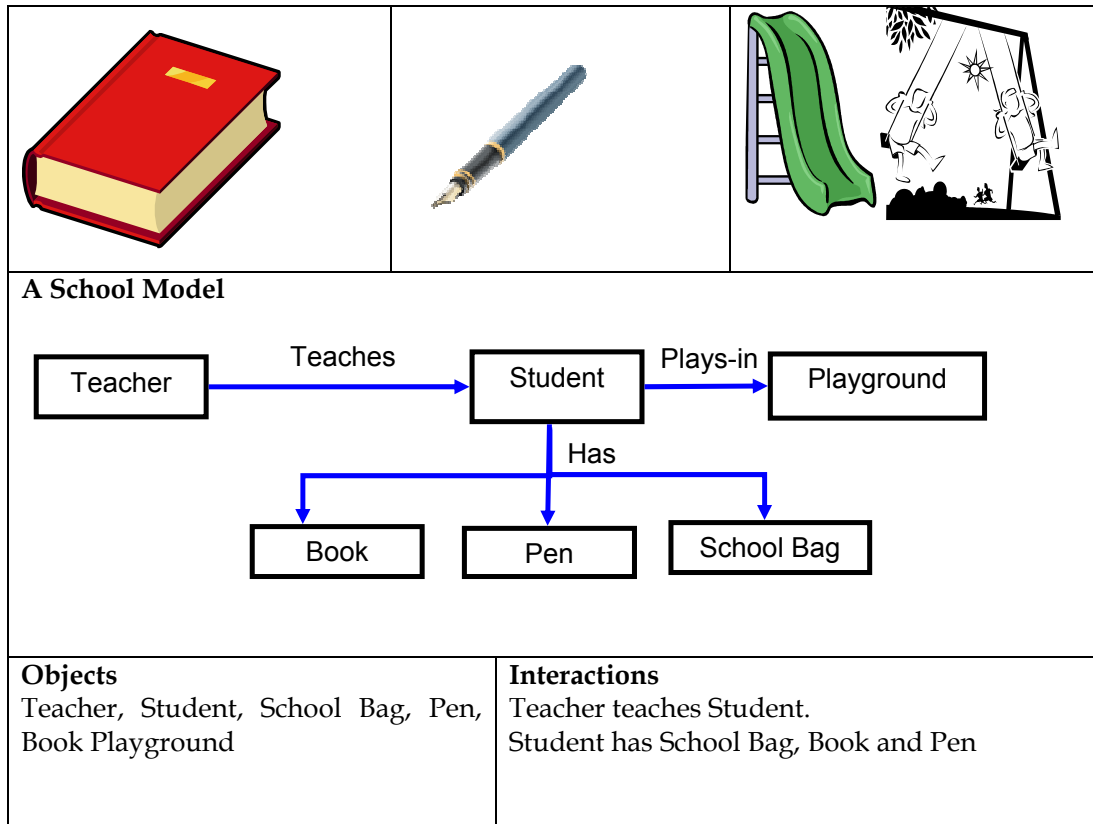 A School Model
Teaches
Plays-in
Teacher
Student
Playground
Has
Book
Pen
School Bag
Objects
Teacher, Student, School Bag, Pen,
Book Playground
Interactions
Teacher teaches Student.
Student has School Bag, Book and Pen